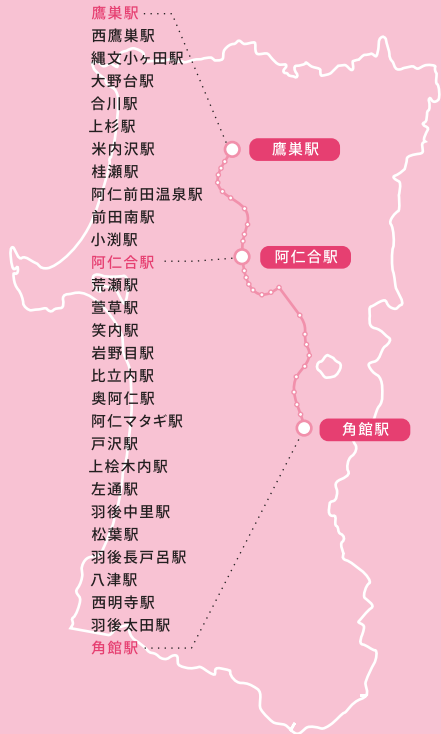 鷹巣駅
西鷹巣駅
縄文小ヶ田駅
大野台駅
合川駅
上杉駅
米内沢駅
桂瀬駅
阿仁前田温泉駅
前田南駅
小渕駅
阿仁合駅
荒瀬駅
萱草駅
笑内駅
岩野目駅
比立内駅
奥阿仁駅
阿仁マタギ駅
戸沢駅
上桧木内駅
左通駅
羽後中里駅
松葉駅
羽後長戸呂駅
八津駅
西明寺駅
羽後太田駅
角館駅
鷹巣駅
阿仁合駅
角館駅